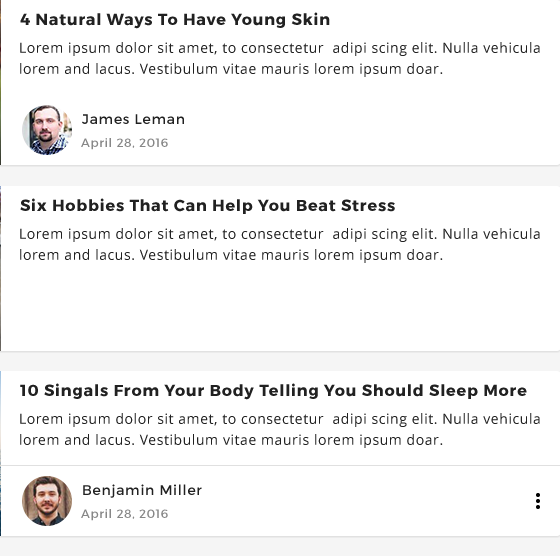 4 Natural Ways To Have Young Skin
Lorem ipsum dolor sit amet, to consectetur  adipi scing elit. Nulla vehicula
lorem and lacus. Vestibulum vitae mauris lorem ipsum doar.
James Leman
April 28, 2016
Six Hobbies That Can Help You Beat Stress
Lorem ipsum dolor sit amet, to consectetur  adipi scing elit. Nulla vehicula
lorem and lacus. Vestibulum vitae mauris lorem ipsum doar.
10 Singals From Your Body Telling You Should Sleep More
Lorem ipsum dolor sit amet, to consectetur  adipi scing elit. Nulla vehicula
lorem and lacus. Vestibulum vitae mauris lorem ipsum doar.
Benjamin Miller
April 28, 2016